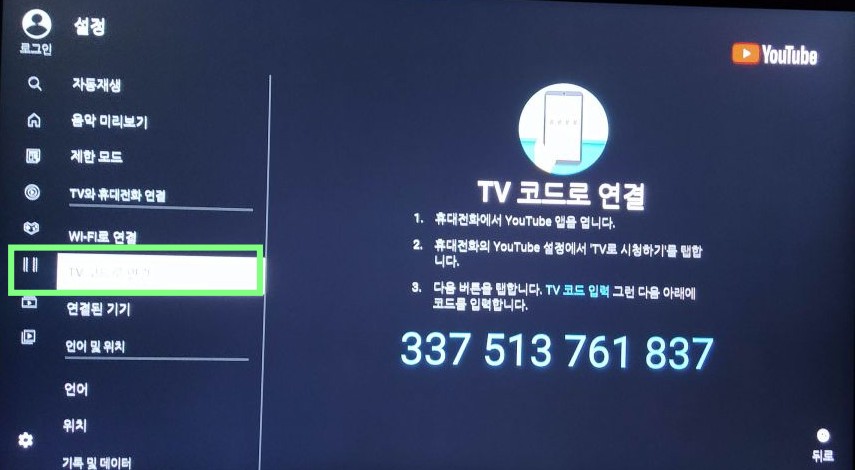 설정
로그인
YouTube
자동재생
음악 미리보기
제한 모드
TV와 휴대전화 연결
Wi-Fi로 연결
TV 코드로 연결
연결된 기기
언어 및 위치
언어
위치
기록 및 데이터
TV 코드로 연결
1. 휴대전화에서 YouTube 앱을 엽니다.
2. 휴대전화의 YouTube 설정에서 'TV로 시청하기'를 탭합
니다.
3. 다음 버튼을 탭합니다. TV 코드 입력 그런 다음 아래에
코드를 입력합니다.
337 513 761 837
뒤로